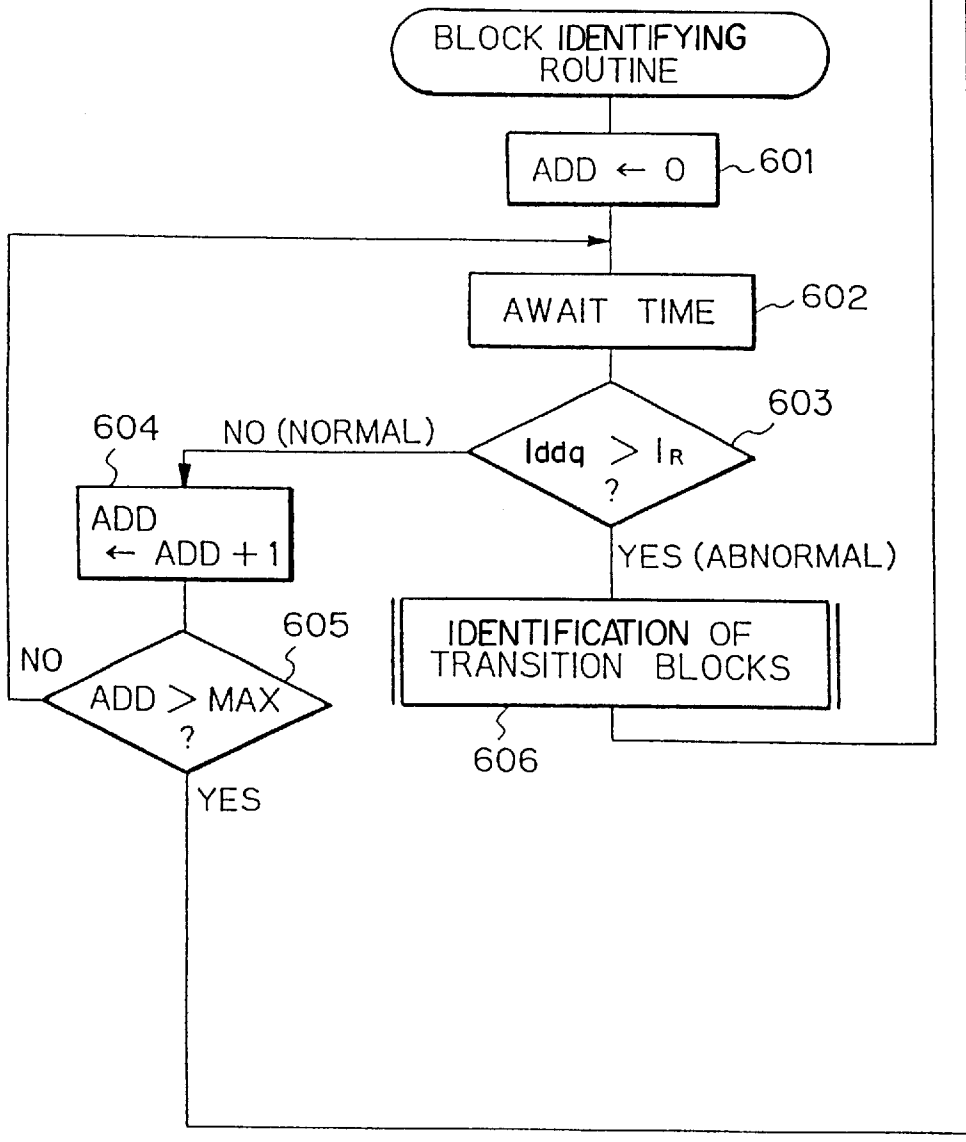 BLOCK IDENTIFYING
ROUTINE
ADD ← 0
601
AWAIT TIME
602
603
Iddq > IR
?
NO (NORMAL)
604
ADD
← ADD + 1
YES (ABNORMAL)
605
NO
ADD > MAX
?
YES
IDENTIFICATION OF
TRANSITION BLOCKS
606